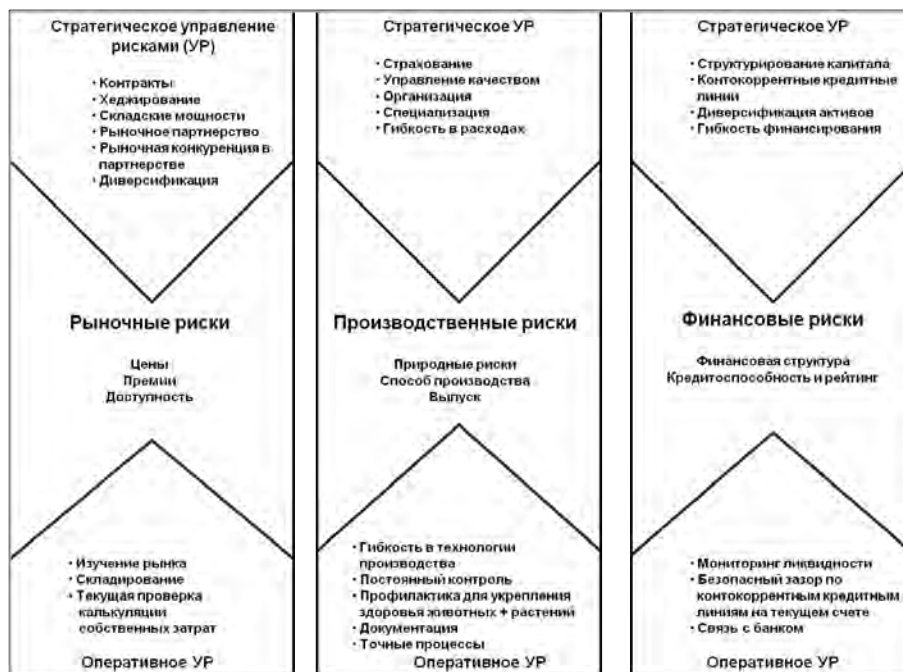 Стратегическое управление
рисками (УР)
• Контракты
• Хеджирование
• Складские мощности
• Рыночное партнерство
• Рыночная конкуренция в
партнерстве
• Диверсификация
Рыночные риски
Цены
Премии
Доступность
• Изучение рынка
• Складирование
• Текущая проверка
калькуляции
собственных затрат
Оперативное УР
Стратегическое УР
• Страхование
• Управление качеством
• Организация
• Специализация
• Гибкость в расходах
Производственные риски
Природные риски
Способ производства
Выпуск
• Гибкость в технологии
производства
• Постоянный контроль
• Профилактика для укрепления
здоровья животных + растений
• Документация
• Точные процессы
Оперативное УР
Стратегическое УР
• Структурирование капитала
• Контокоррентные кредитные
линии
• Диверсификация активов
• Гибкость финансирования
Финансовые риски
Финансовая структура
Кредитоспособность и рейтинг
• Мониторинг ликвидности
• Безопасный зазор по
контокоррентным кредитным
линиям на текущем счете
• Связь с банком
Оперативное УР